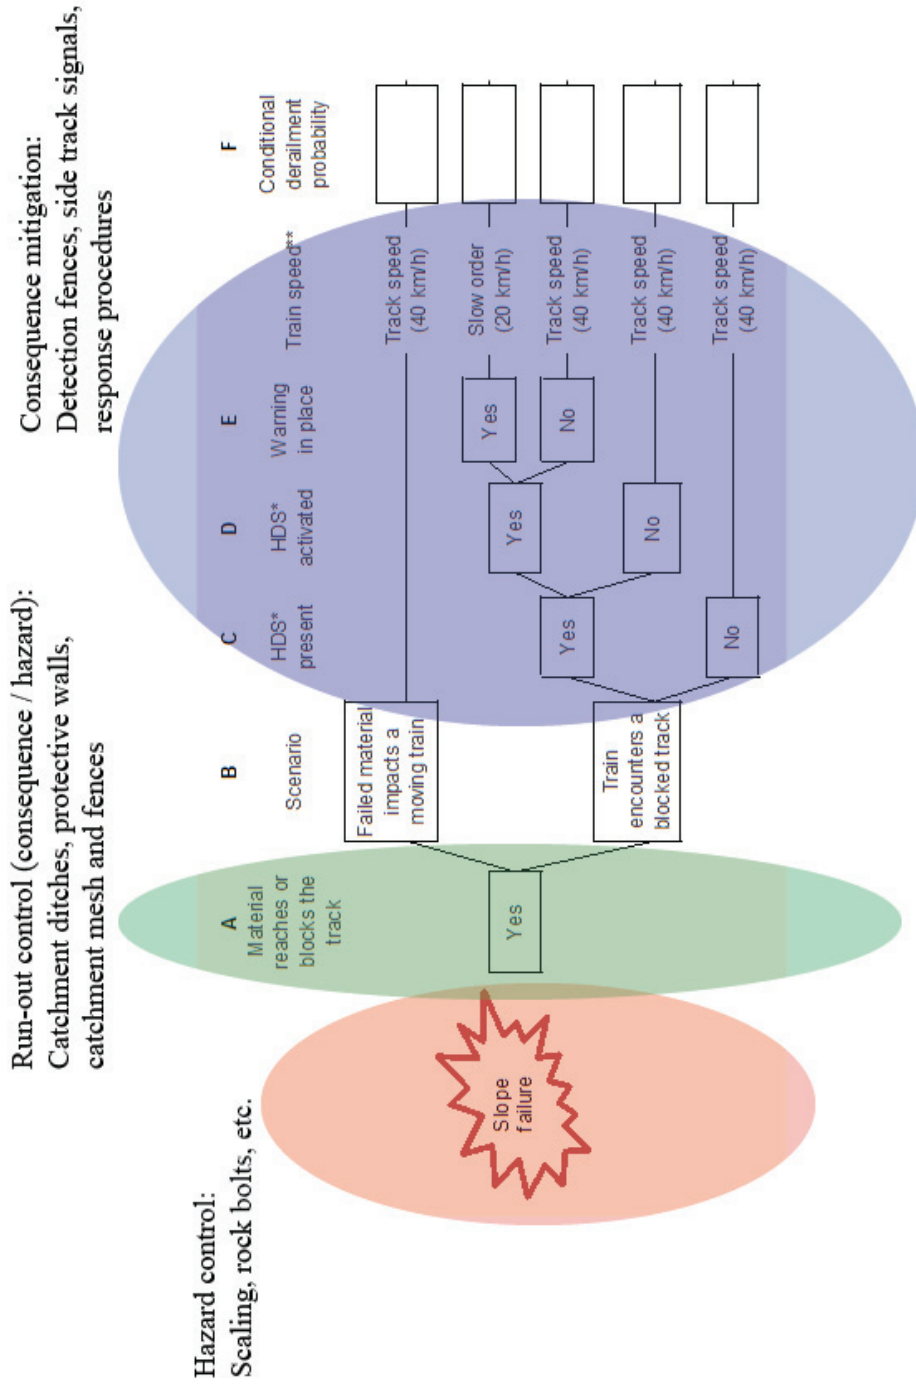 Hazard control:
Scaling, rock bolts, etc.
Run-out control (consequence / hazard):
Catchment ditches, protective walls,
catchment mesh and fences
Consequence mitigation:
Detection fences, side track signals,
response procedures
A
Material
reaches or
blocks the
track
B
Scenario
C
HDS*
present
D
HDS*
activated
E
Warning
in place
Train speed**
F
Conditional
derailment
probability
Slope
failure
Yes
Failed material
impacts a
moving train
Track speed
(40 km/h)
Train
encounters a
blocked track
Yes
Yes
Yes
Slow order
(20 km/h)
No
Track speed
(40 km/h)
No
Track speed
(40 km/h)
No
Track speed
(40 km/h)